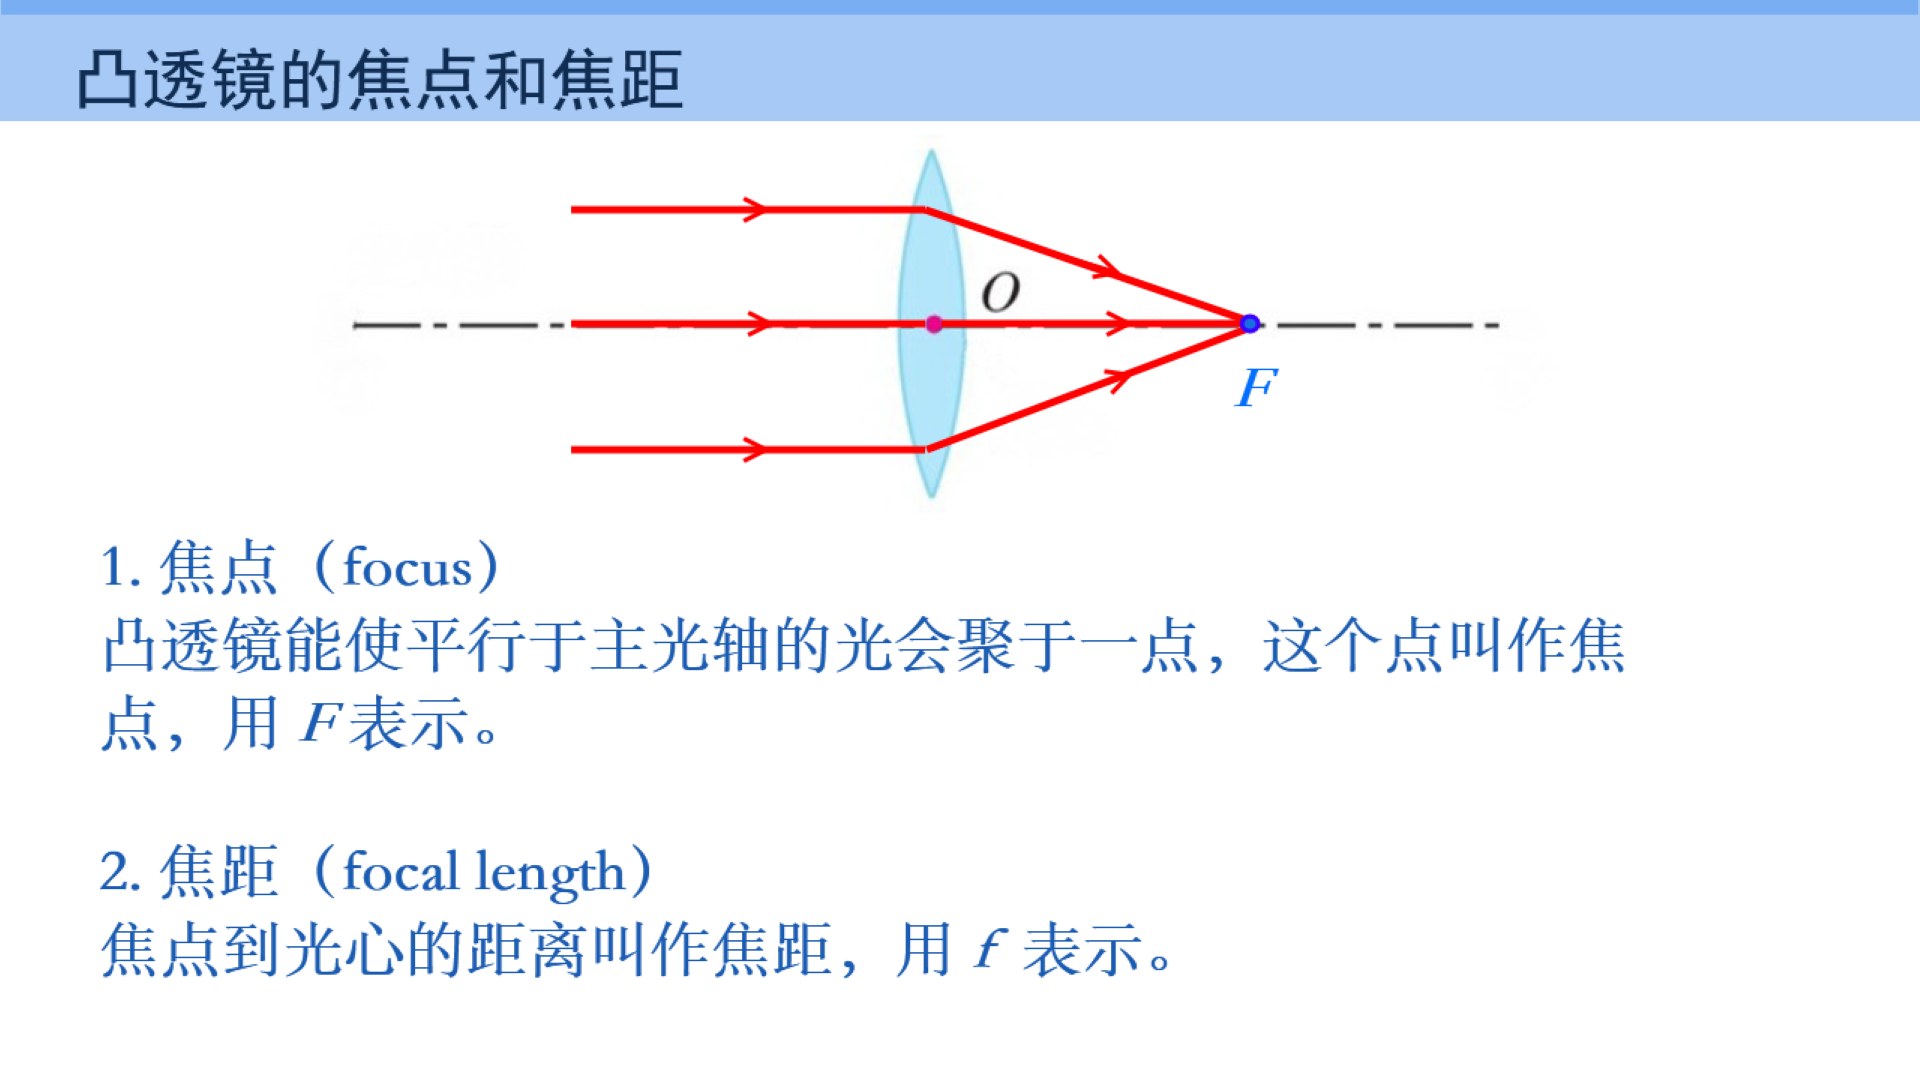 凸透镜的焦点和焦距
O
F
1. 焦点（focus）
凸透镜能使平行于主光轴的光会聚于一点，这个点叫作焦
点，用 F 表示。
2. 焦距（focal length）
焦点到光心的距离叫作焦距，用 f 表示。